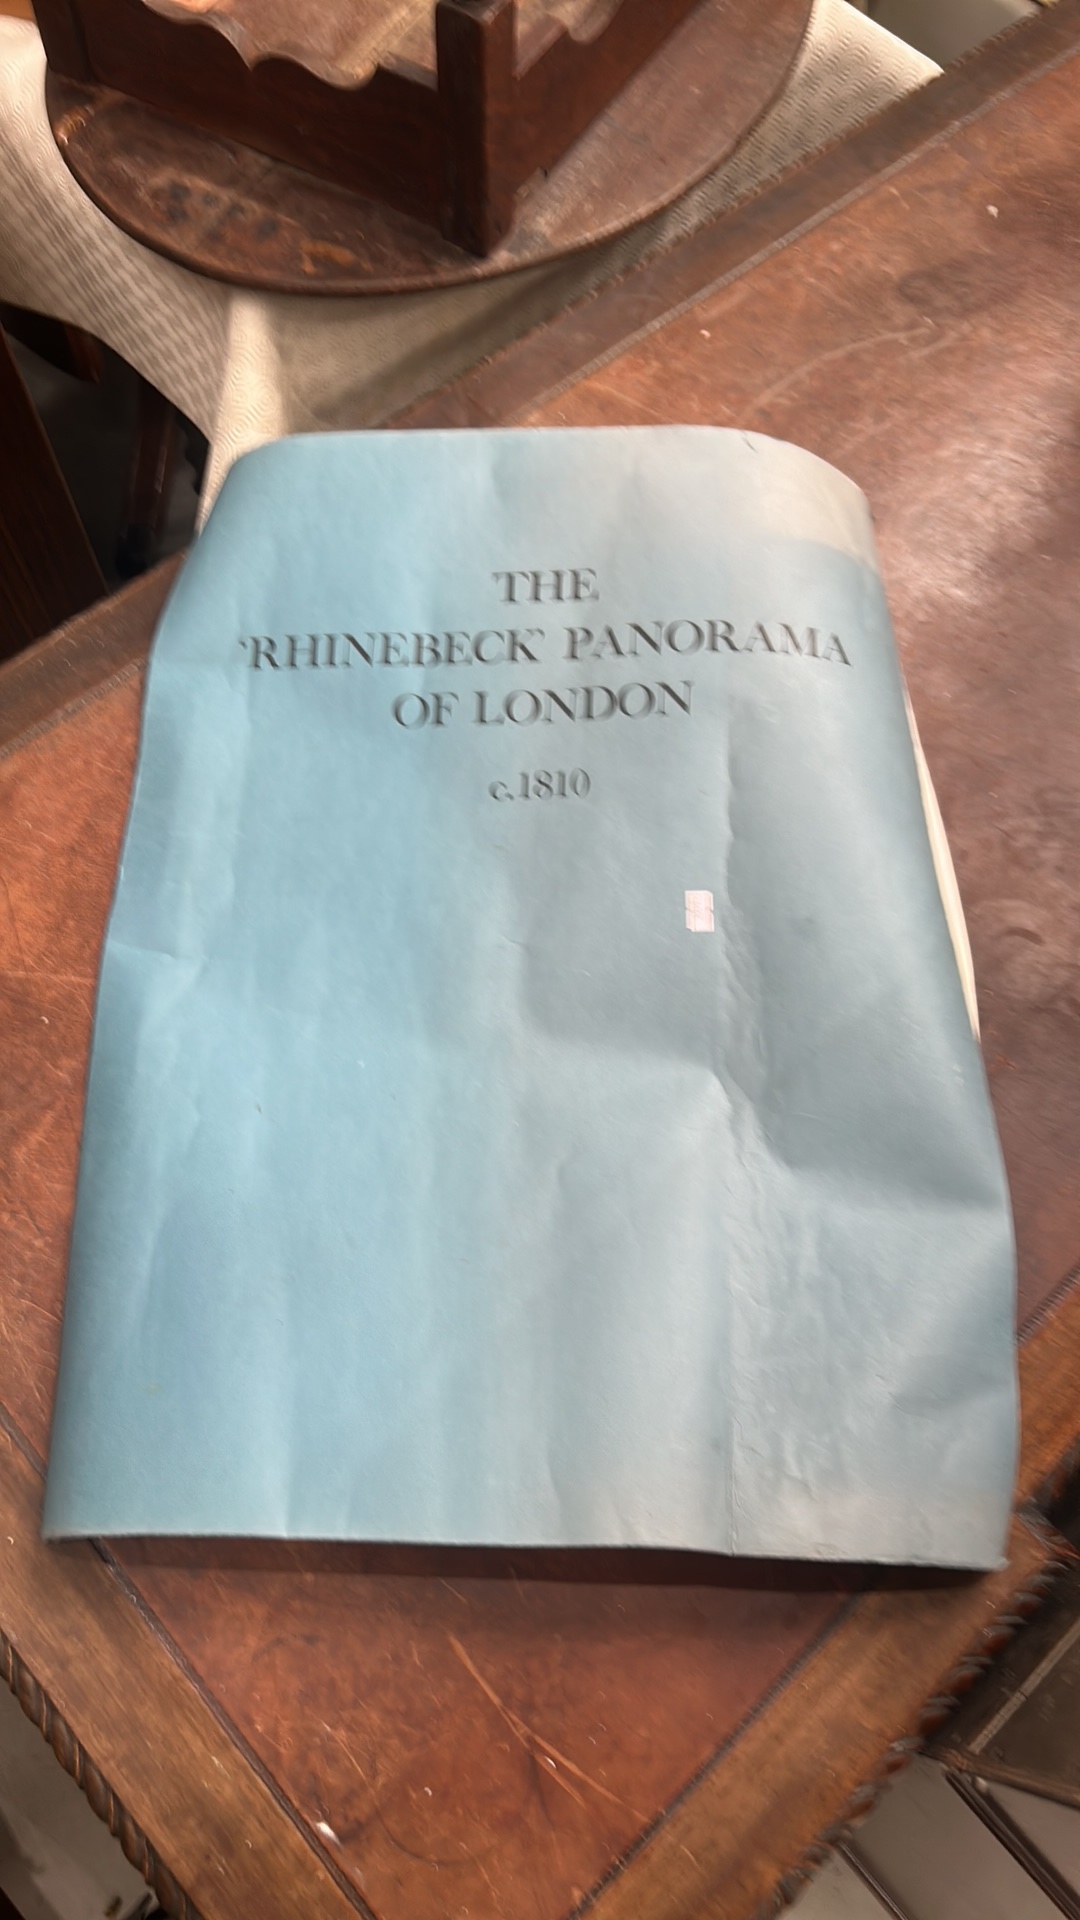 THE
'RHINEBECK' PANORAMA
OF LONDON
c.1810